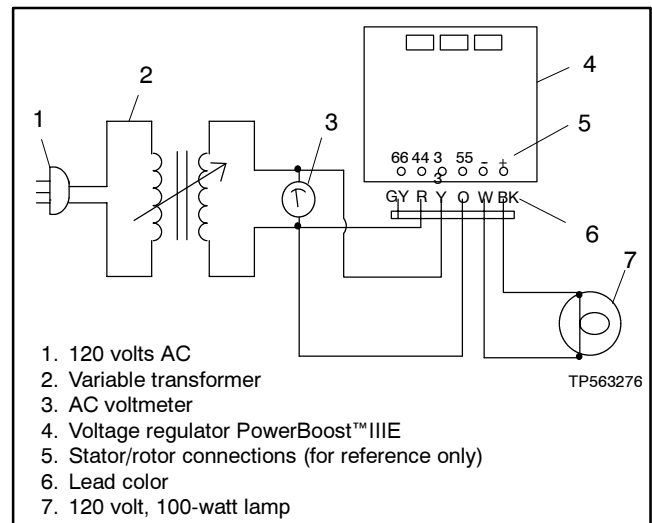 2
4
1
3
5
66 44 3 55 - +
3
GY R Y O W BK
6
7
TP563276
1. 120 volts AC
2. Variable transformer
3. AC voltmeter
4. Voltage regulator PowerBoost™IIIE
5. Stator/rotor connections (for reference only)
6. Lead color
7. 120 volt, 100-watt lamp